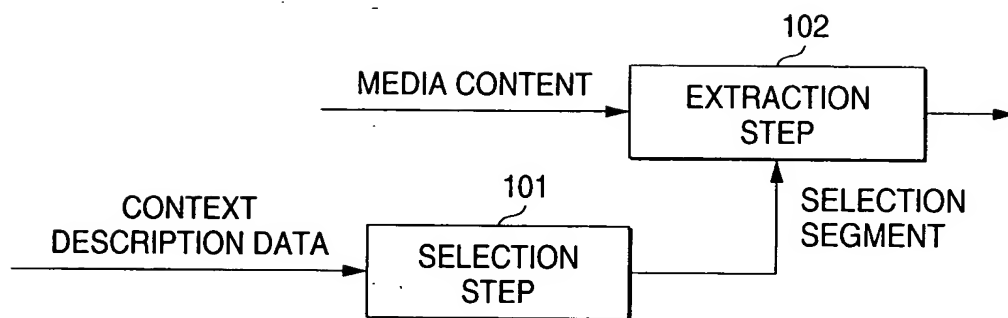 102
MEDIA CONTENT
EXTRACTION
STEP
101
CONTEXT
DESCRIPTION DATA
SELECTION
STEP
SELECTION
SEGMENT